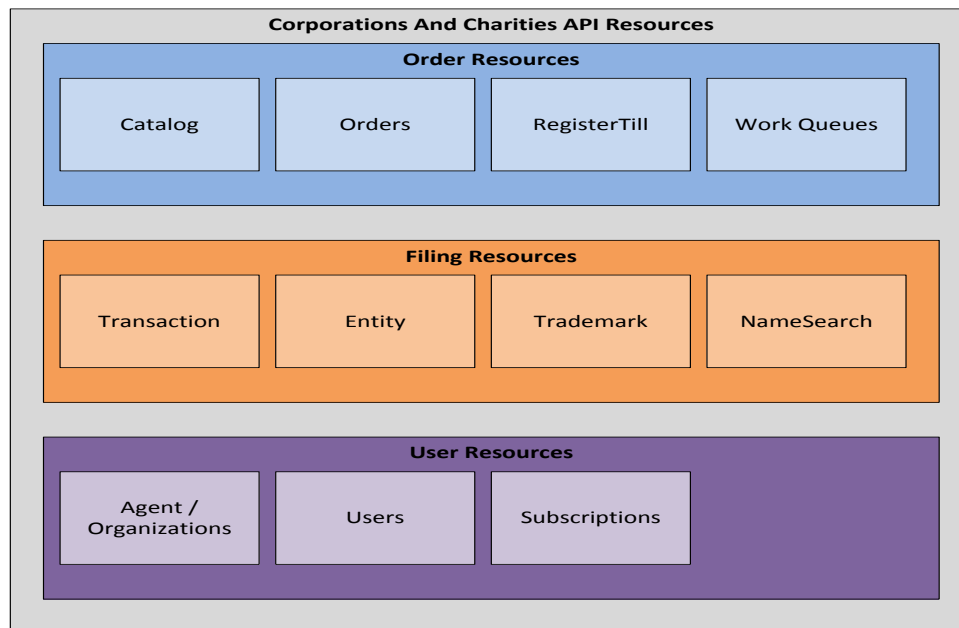 Corporations And Charities API Resources
Order Resources
Catalog
Orders
RegisterTill
Work Queues
Filing Resources
Transaction
Entity
Trademark
NameSearch
User Resources
Agent /
Organizations
Users
Subscriptions